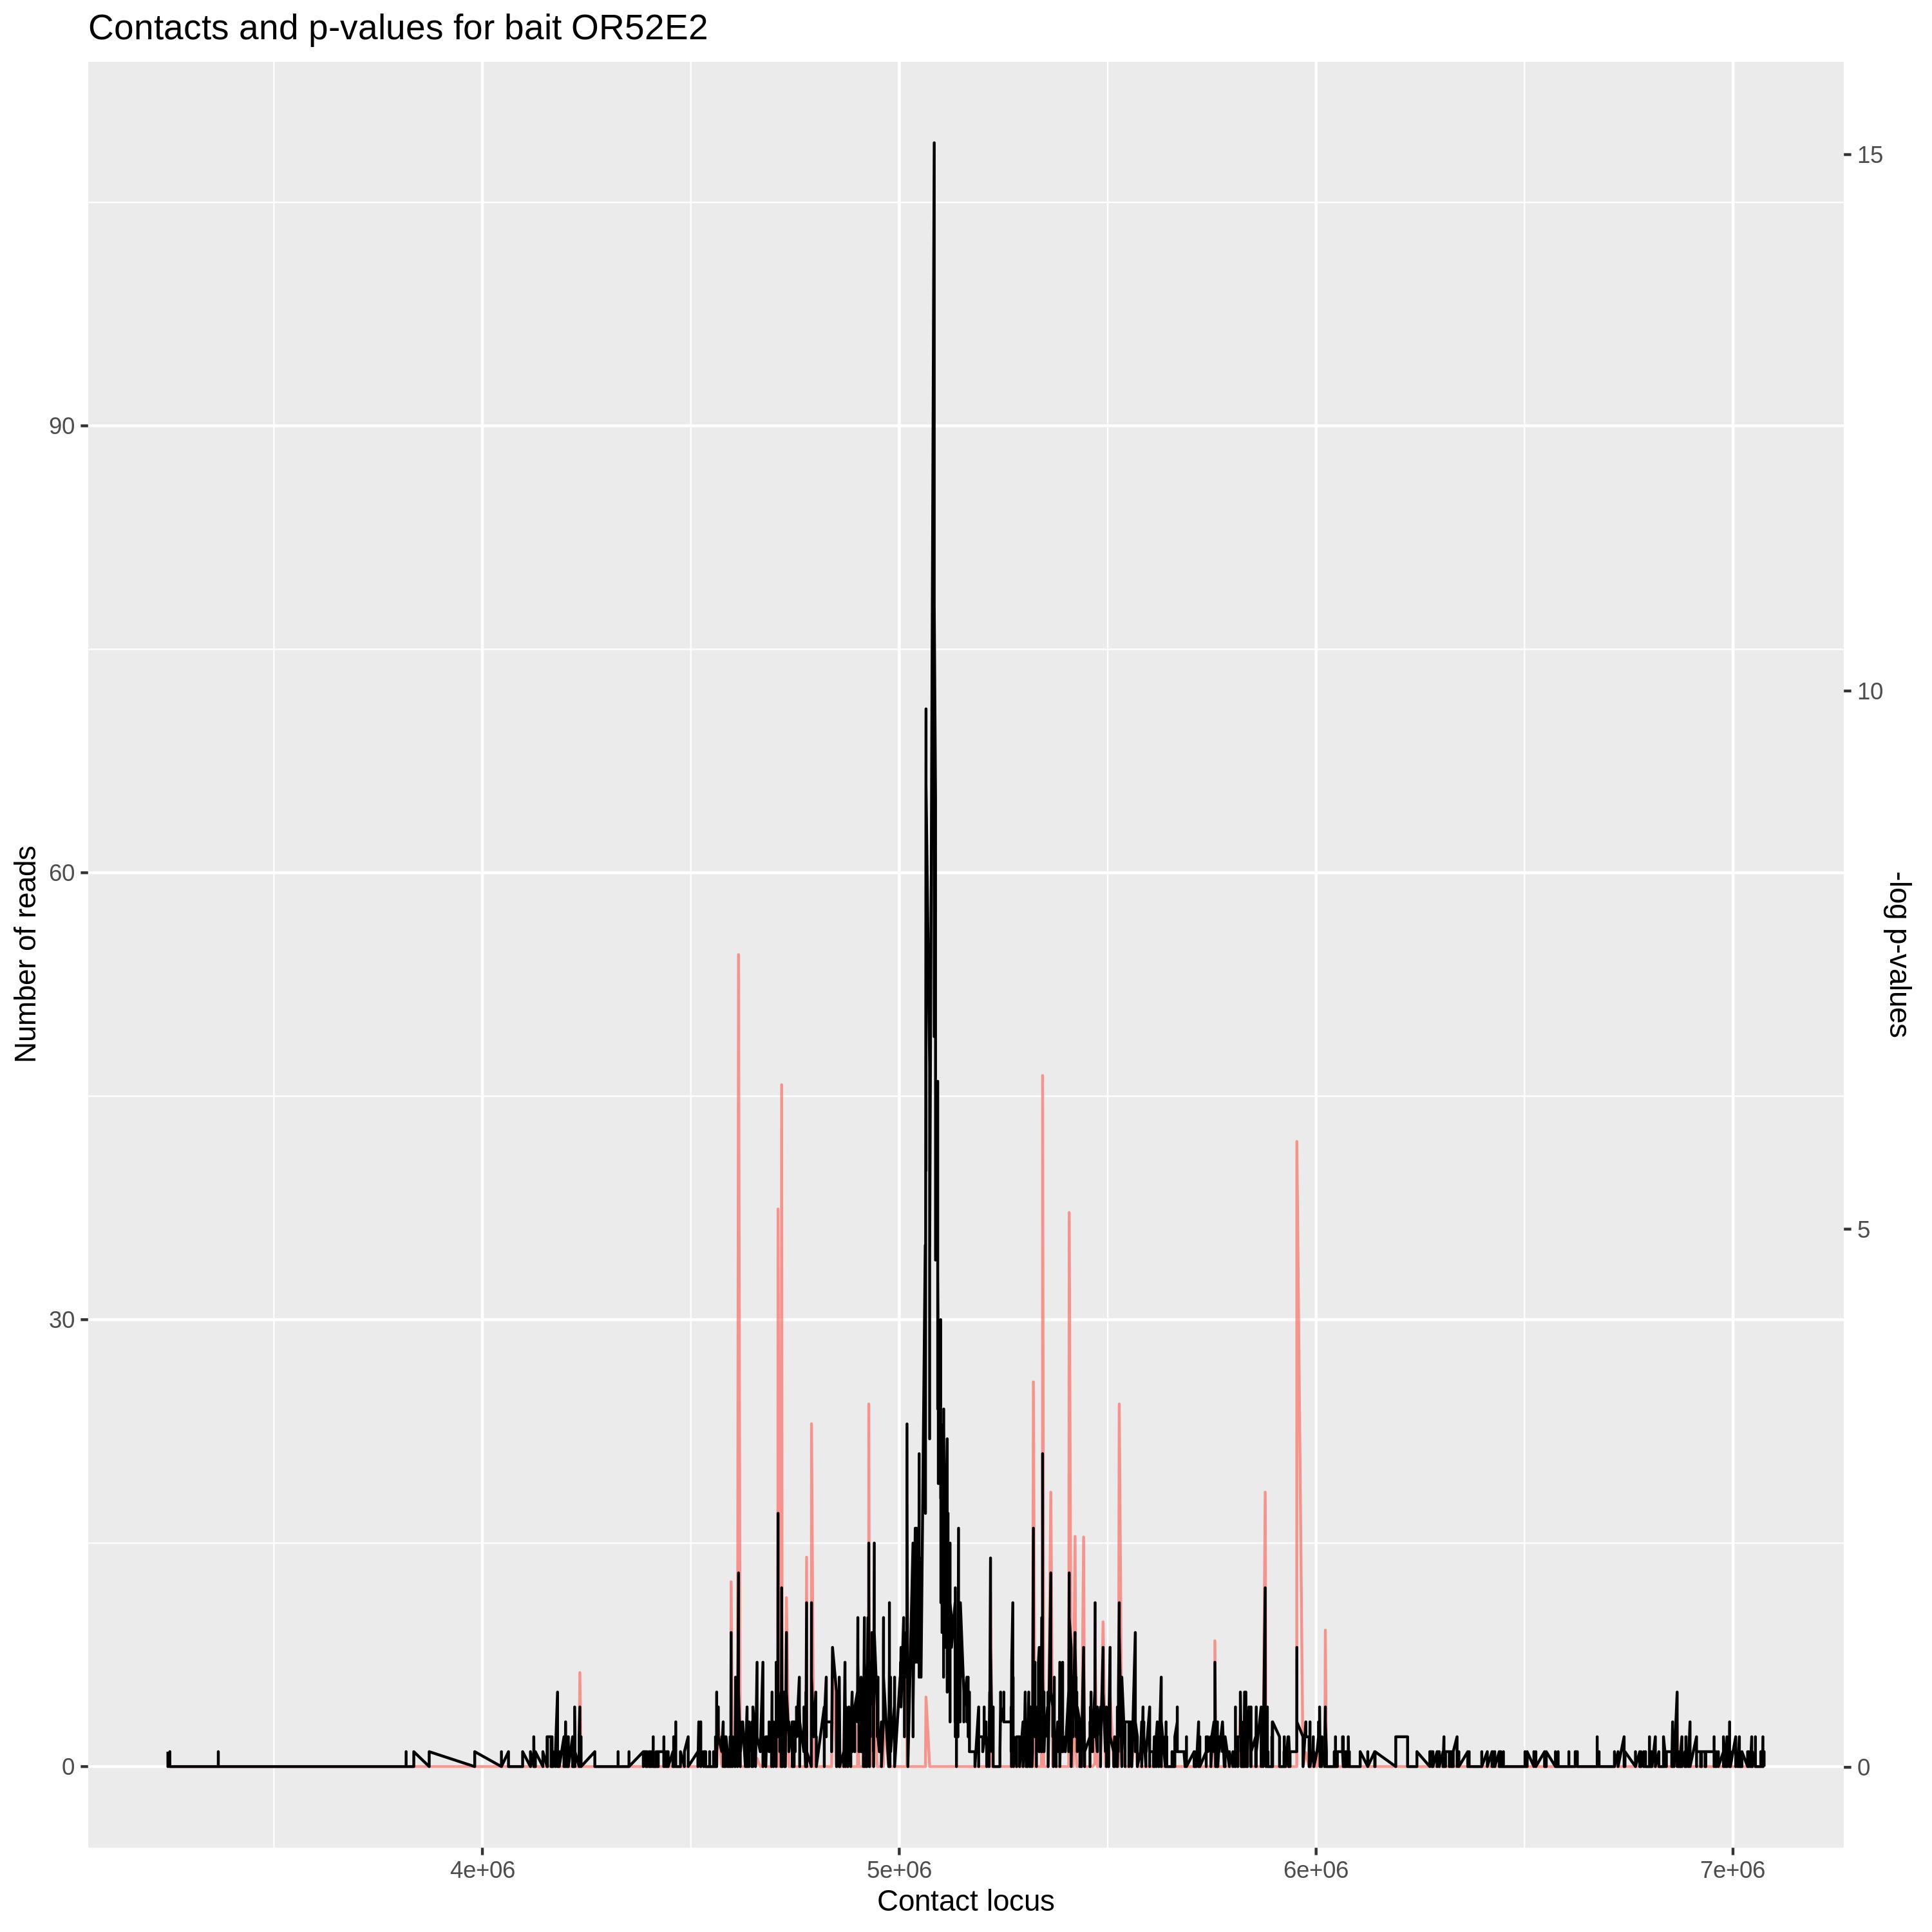 Contacts and p-values for bait OR52E2
Number of reads
90
60
30
0
15
10
5
0
-log p-values
4e+06 5e+06 6e+06 7e+06
Contact locus